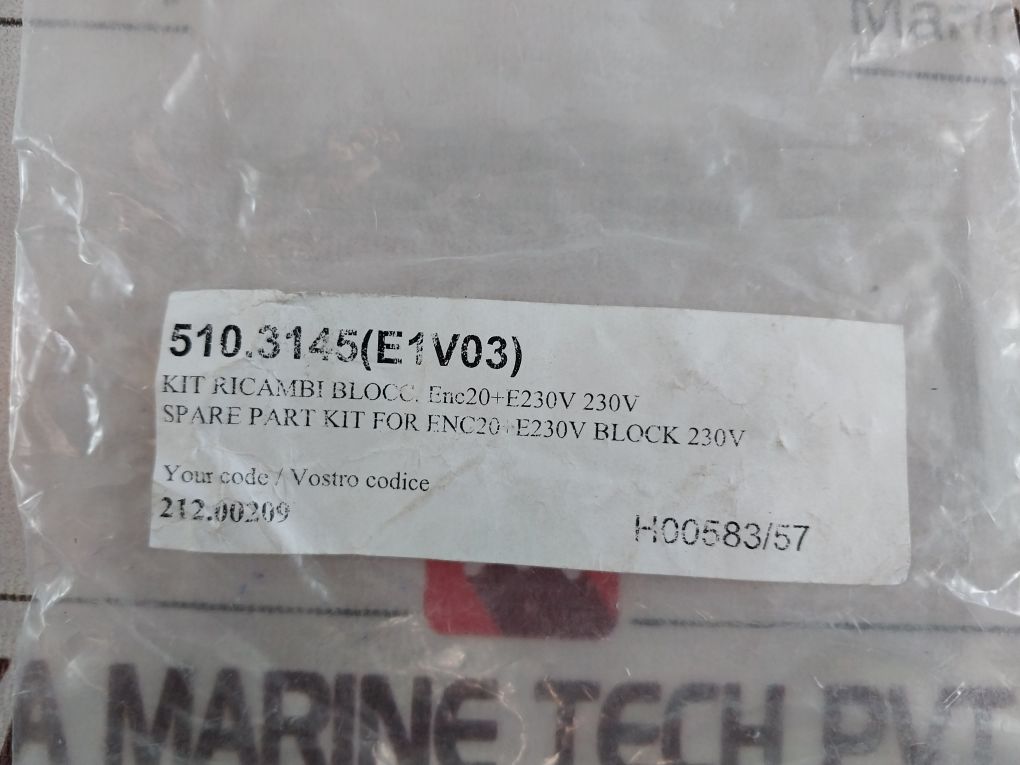 510.3145(E1V03)
KIT RICAMBI BLOCC. Enc20+E230V 230V
SPARE PART KIT FOR ENC20+E230V BLOCK 230V
Your code / Vostro codice
212.00209
H00583/57
A MARINE TECH PVT